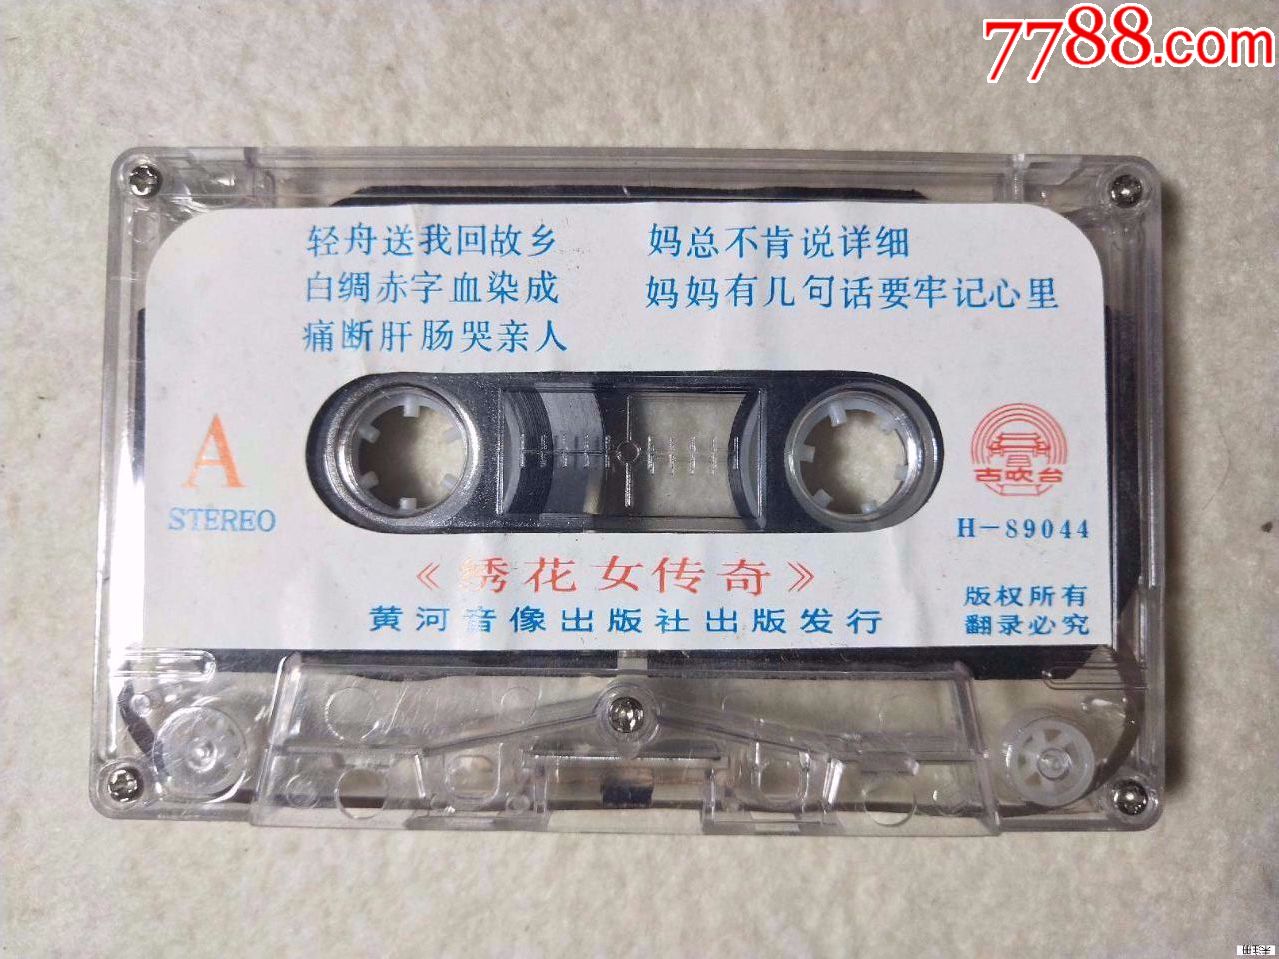 7788.com
轻舟送我回故乡
白绸赤字血染成
痛断肝肠哭亲人
妈总不肯说详细
妈妈有几句话要牢记心里
A
STEREO
古吹台
H-89044
《绣花女传奇》
黄河音像出版社出版发行
版权所有
翻录必究